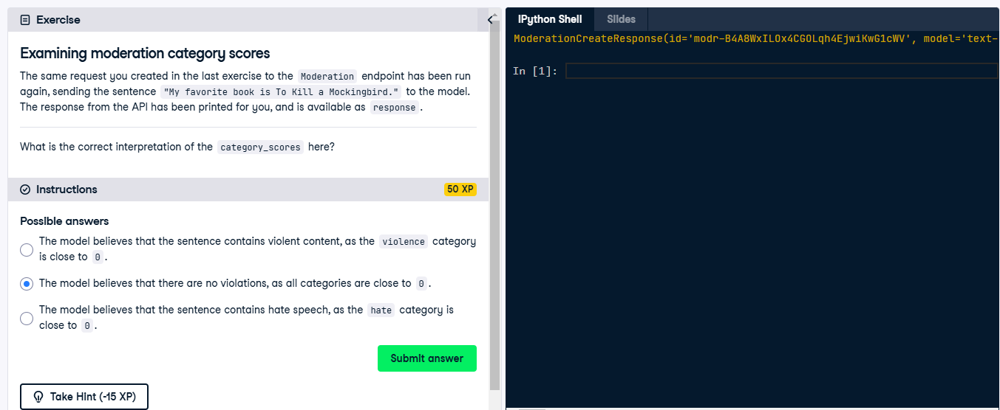 Exercise
Examining moderation category scores
The same request you created in the last exercise to the Moderation endpoint has been run
again, sending the sentence "My favorite book is To Kill a Mockingbird." to the model.
The response from the API has been printed for you, and is available as response.
What is the correct interpretation of the category_scores here?
Instructions
50 XP
Possible answers
The model believes that the sentence contains violent content, as the violence category
is close to 0.
The model believes that there are no violations, as all categories are close to 0.
The model believes that the sentence contains hate speech, as the hate category is
close to 0.
Submit answer
Take Hint (-15 XP)
IPython Shell
Slides
ModerationCreateResponse(id='modr-B4A8WxILOx4CGOLqh4EjwiKwG1cWV', model='text-
In [1]: